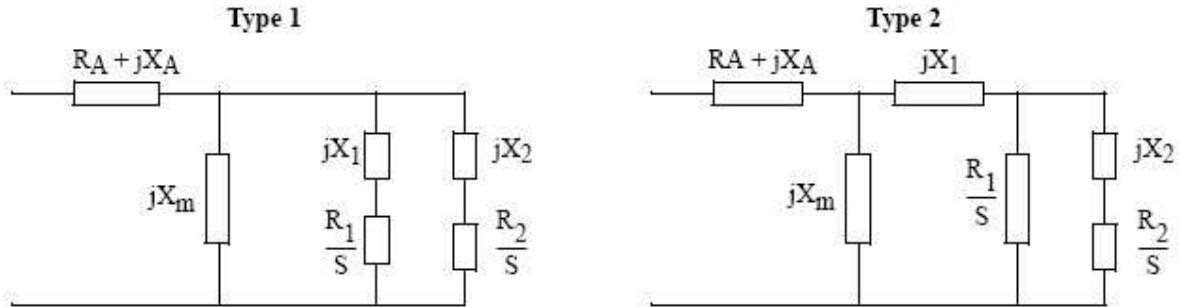 Type 1
RA + jXA
jXm
jX1
R1
S
jX2
R2
S
Type 2
RA + jXA
jX1
jXm
R1
S
jX2
R2
S